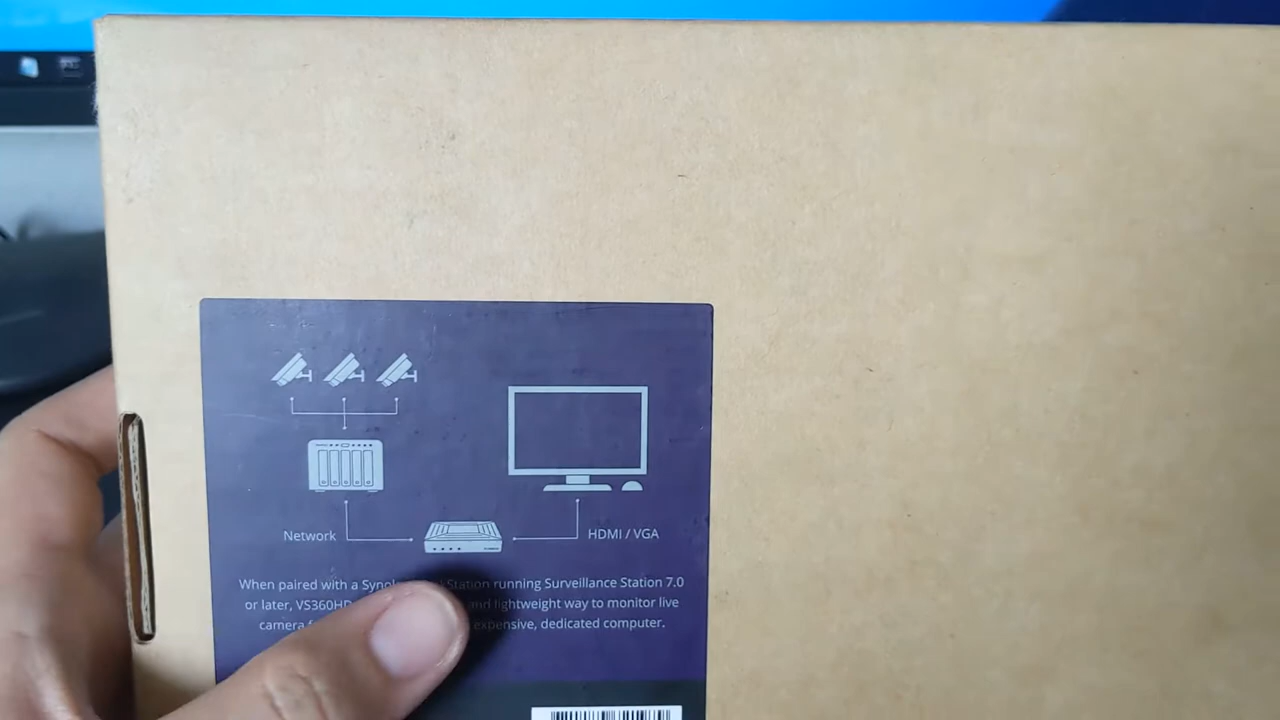 Network
HDMI / VGA
When paired with a Station running Surveillance Station 7.0
or later, VS360HD and lightweight way to monitor live
camera expensive, dedicated computer.